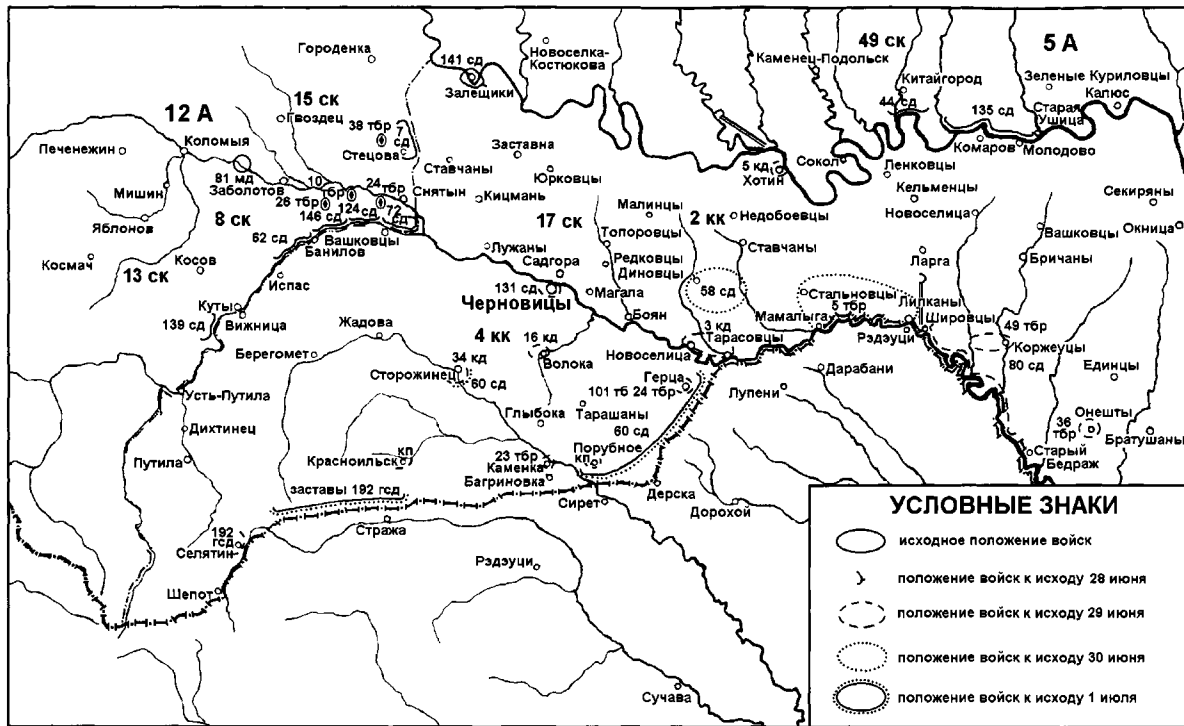 Городенка
Новоселка-
Костюкова
Каменец-Подольск
49 ск
5 А
141 сд
Залещики
Китайгород
Зеленые Куриловцы
Калюс
44 сд
135 сд
Старая
Ушица
15 ск
Гвоздец
12 А
38 тбр
7
сд
Стецова
Коломыя
Печенежин
Ставчаны
Заставна
Юрковцы
5 кд
Хотин
Сокол
Комаров
Молодово
Ленковцы
Кельменцы
81 мд
Заболотов
10
тбр
24
тбр
Снятын
Кицмань
Мишин
26 тбр
124 сд
72
сд
146 сд
Яблонов
8 ск
17 ск
Малинцы
2 кк
Недобоевцы
Новоселица
Секиряны
62 сд
Вашковцы
Банилов
Лужаны
Топоровцы
Ставчаны
Вашковцы
Окница
Космач
Косов
13 ск
Испас
Садгора
Редковцы
Диновцы
Ларга
Бричаны
131 сд
Черновицы
Магала
58 сд
Стальновцы
5 тбр
Липканы
Куты
Вижница
139 сд
Жадова
Боян
Мамалыга
Шировцы
49 тбр
4 кк
3 кд
Тарасовцы
Рэдэуци
Коржеуцы
80 сд
Берегомет
34 кд
16 кд
Волока
Новоселица
Сторожинец
60 сд
Герца
101 тб 24 тбр
Дарабани
Лупени
Единцы
Усть-Путила
Глыбока
Тарашаны
60 сд
Онешты
36
тбр
Братушаны
Дихтинец
Путила
кп
Красноильск
23 тбр
Каменка
Багриновка
Порубное
кп
Старый
Бедраж
заставы 192 гсд
Сирет
Дерска
Дорохой
192
гсд
Селятин
Стража
Шепот
Рэдэуци
Сучава
УСЛОВНЫЕ ЗНАКИ
исходное положение войск
положение войск к исходу 28 июня
положение войск к исходу 29 июня
положение войск к исходу 30 июня
положение войск к исходу 1 июля